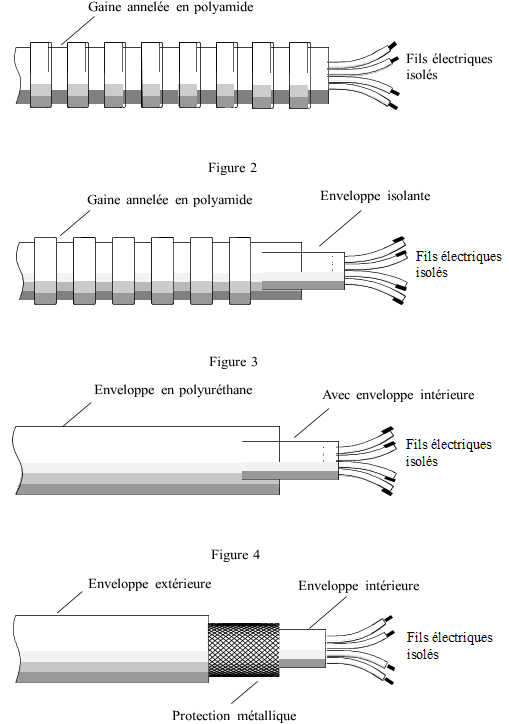 Gaine annelée en polyamide
Fils électriques
isolés
Figure 2
Gaine annelée en polyamide
Enveloppe isolante
Fils électriques
isolés
Figure 3
Enveloppe en polyuréthane
Avec enveloppe intérieure
Fils électriques
isolés
Figure 4
Enveloppe extérieure
Enveloppe intérieure
Fils électriques
isolés
Protection métallique